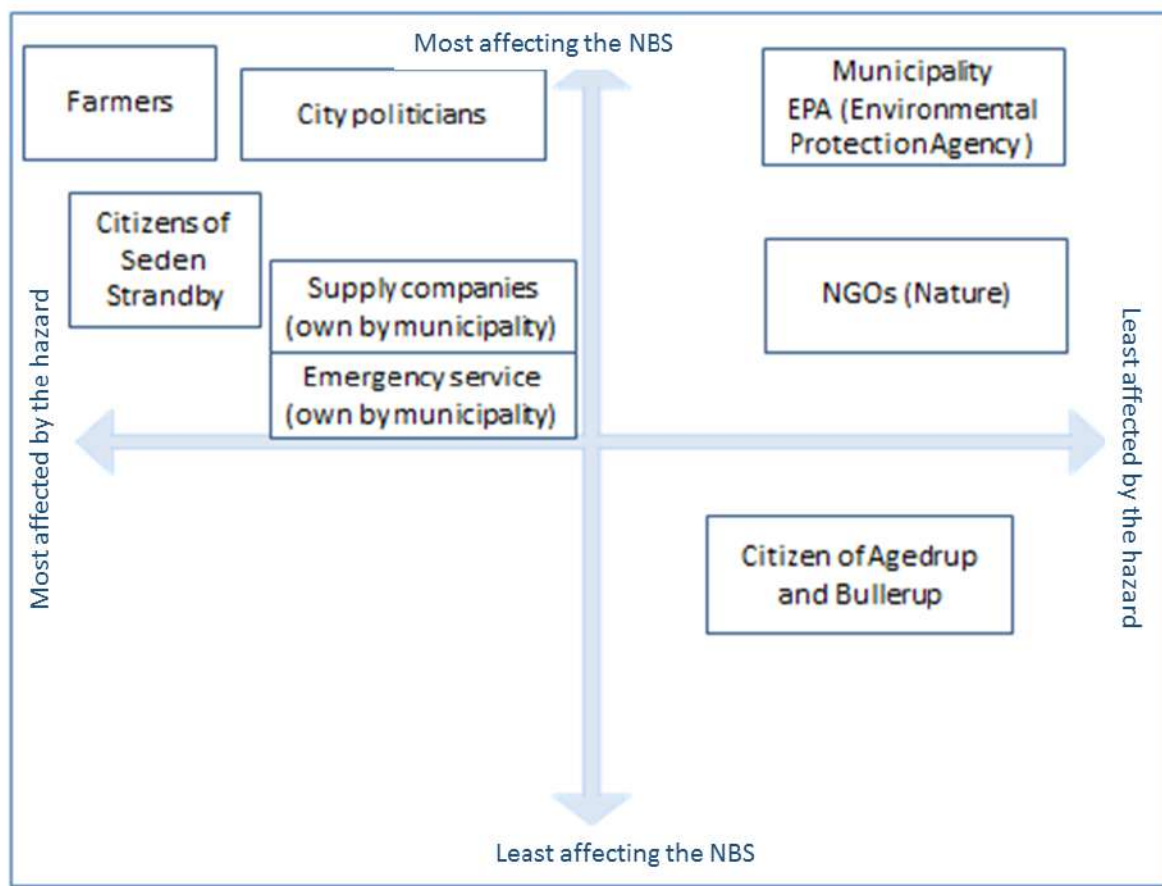 Most affecting the NBS
Farmers
City politicians
Municipality
EPA (Environmental
Protection Agency)
Citizens of
Seden
Strandby
Supply companies
(own by municipality)
NGOs (Nature)
Emergency service
(own by municipality)
Most affected by the hazard
Least affected by the hazard
Citizen of Agedrup
and Bullerup
Least affecting the NBS